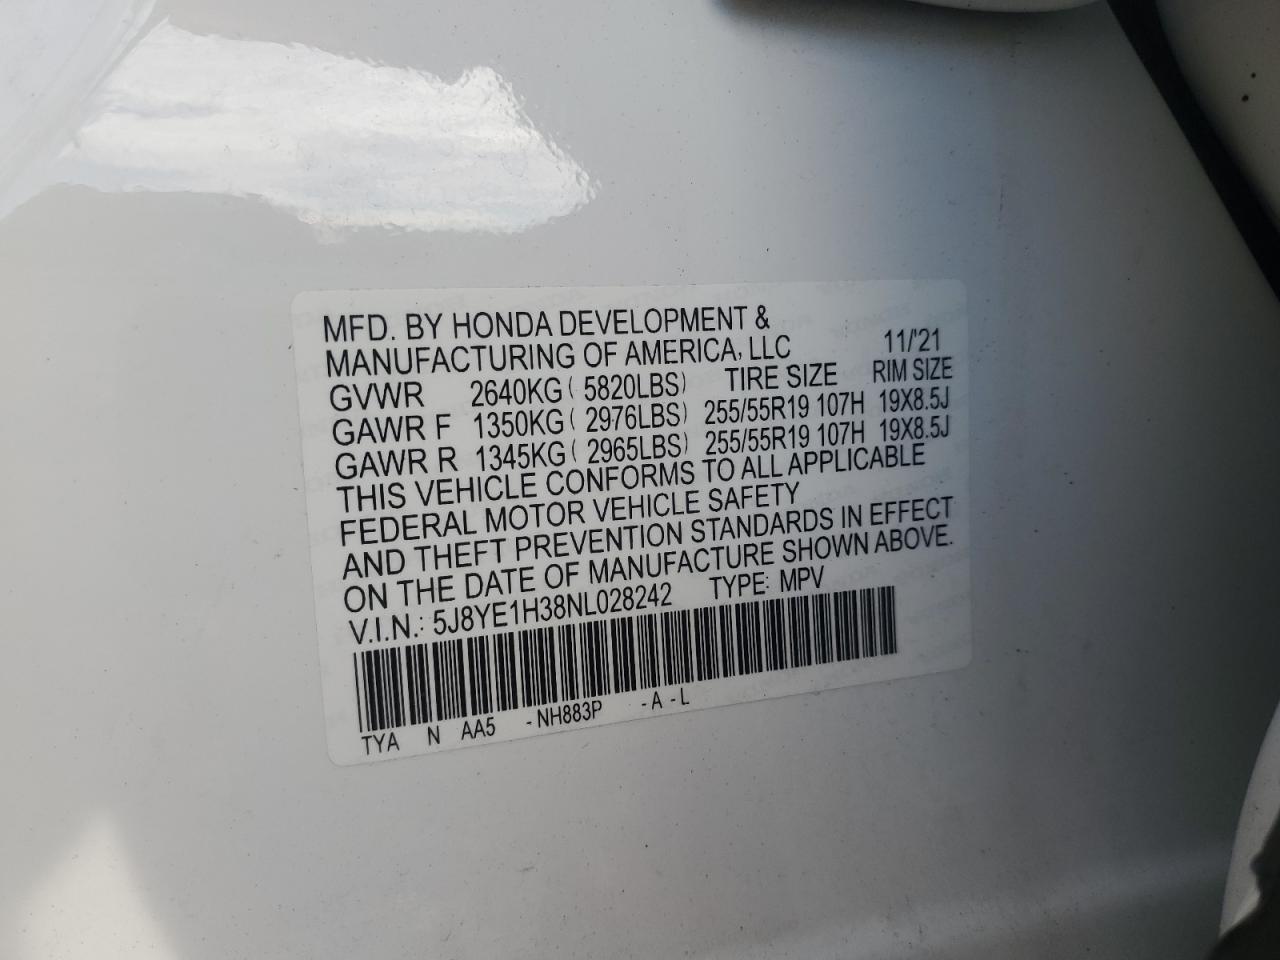 MFD. BY HONDA DEVELOPMENT &
MANUFACTURING OF AMERICA, LLC 11/'21
GVWR 2640KG ( 5820LBS) TIRE SIZE RIM SIZE
GAWR F 1350KG ( 2976LBS) 255/55R19 107H 19X8.5J
GAWR R 1345KG ( 2965LBS) 255/55R19 107H 19X8.5J
THIS VEHICLE CONFORMS TO ALL APPLICABLE
FEDERAL MOTOR VEHICLE SAFETY
AND THEFT PREVENTION STANDARDS IN EFFECT
ON THE DATE OF MANUFACTURE SHOWN ABOVE.
V.I.N.: 5J8YE1H38NL028242 TYPE: MPV
TYA N AA5 -NH883P -A -L